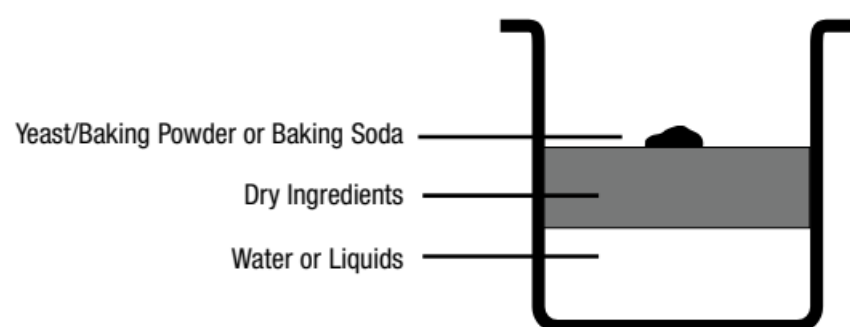 Yeast/Baking Powder or Baking Soda
Dry Ingredients
Water or Liquids